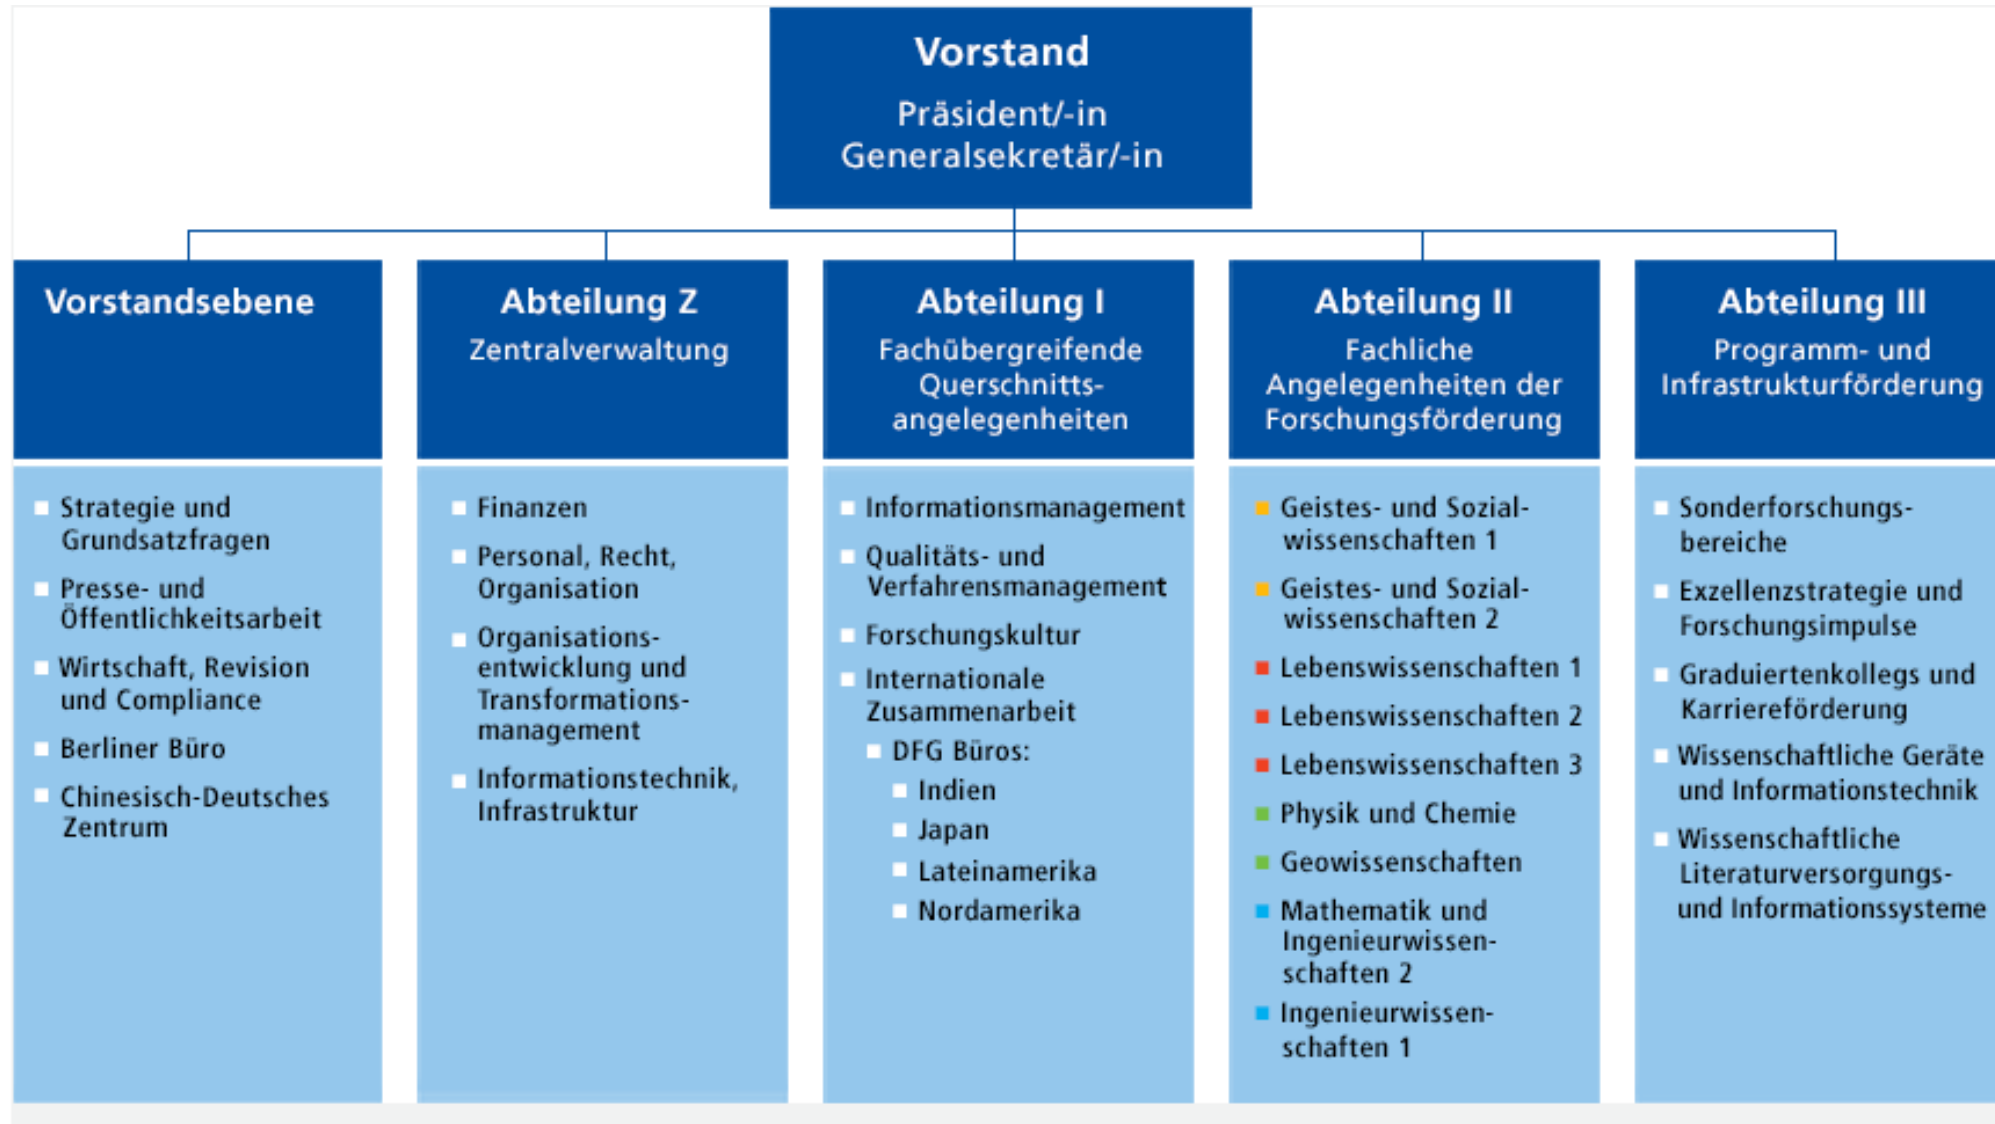 Vorstand
Präsident/-in
Generalsekretär/-in
Vorstandsebene
Strategie und
Grundsatzfragen
Presse- und
Öffentlichkeitsarbeit
Wirtschaft, Revision
und Compliance
Berliner Büro
Chinesisch-Deutsches
Zentrum
Abteilung Z
Zentralverwaltung
Finanzen
Personal, Recht,
Organisation
Organisations-
entwicklung und
Transformations-
management
Informationstechnik,
Infrastruktur
Abteilung I
Fachübergreifende
Querschnitts-
angelegenheiten
Informationsmanagement
Qualitäts- und
Verfahrensmanagement
Forschungskultur
Internationale
Zusammenarbeit
DFG Büros:
Indien
Japan
Lateinamerika
Nordamerika
Abteilung II
Fachliche
Angelegenheiten der
Forschungsförderung
Geistes- und Sozial-
wissenschaften 1
Geistes- und Sozial-
wissenschaften 2
Lebenswissenschaften 1
Lebenswissenschaften 2
Lebenswissenschaften 3
Physik und Chemie
Geowissenschaften
Mathematik und
Ingenieurwissen-
schaften 2
Ingenieurwissen-
schaften 1
Abteilung III
Programm- und
Infrastrukturförderung
Sonderforschungs-
bereiche
Exzellenzstrategie und
Forschungsimpulse
Graduiertenkollegs und
Karriereförderung
Wissenschaftliche Geräte
und Informationstechnik
Wissenschaftliche
Literaturversorgungs-
und Informationssysteme